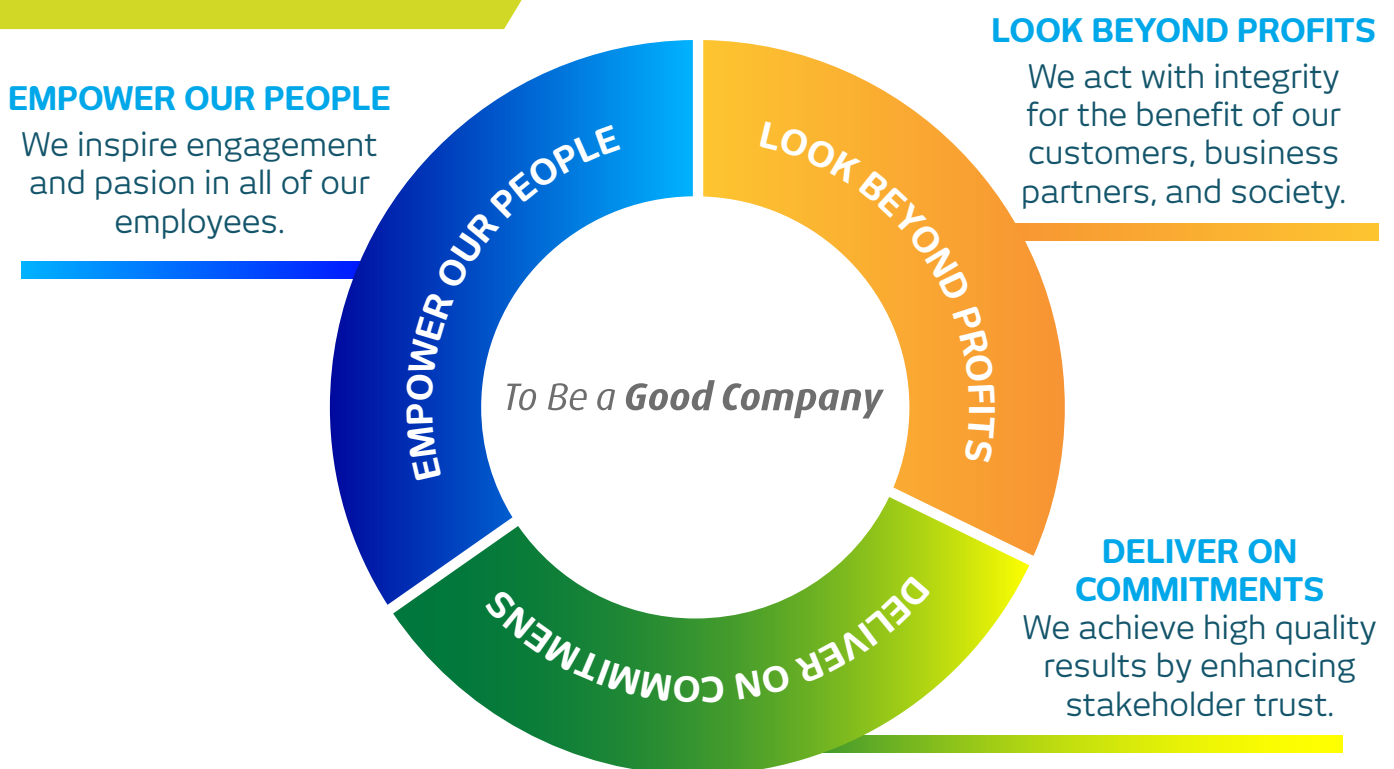 EMPOWER OUR PEOPLE
We inspire engagement
and pasion in all of our
employees.
LOOK BEYOND PROFITS
We act with integrity
for the benefit of our
customers, business
partners, and society.
EMPOWER OUR PEOPLE
LOOK BEYOND PROFITS
To Be a Good Company
DELIVER ON COMMITMENS
DELIVER ON
COMMITMENTS
We achieve high quality
results by enhancing
stakeholder trust.